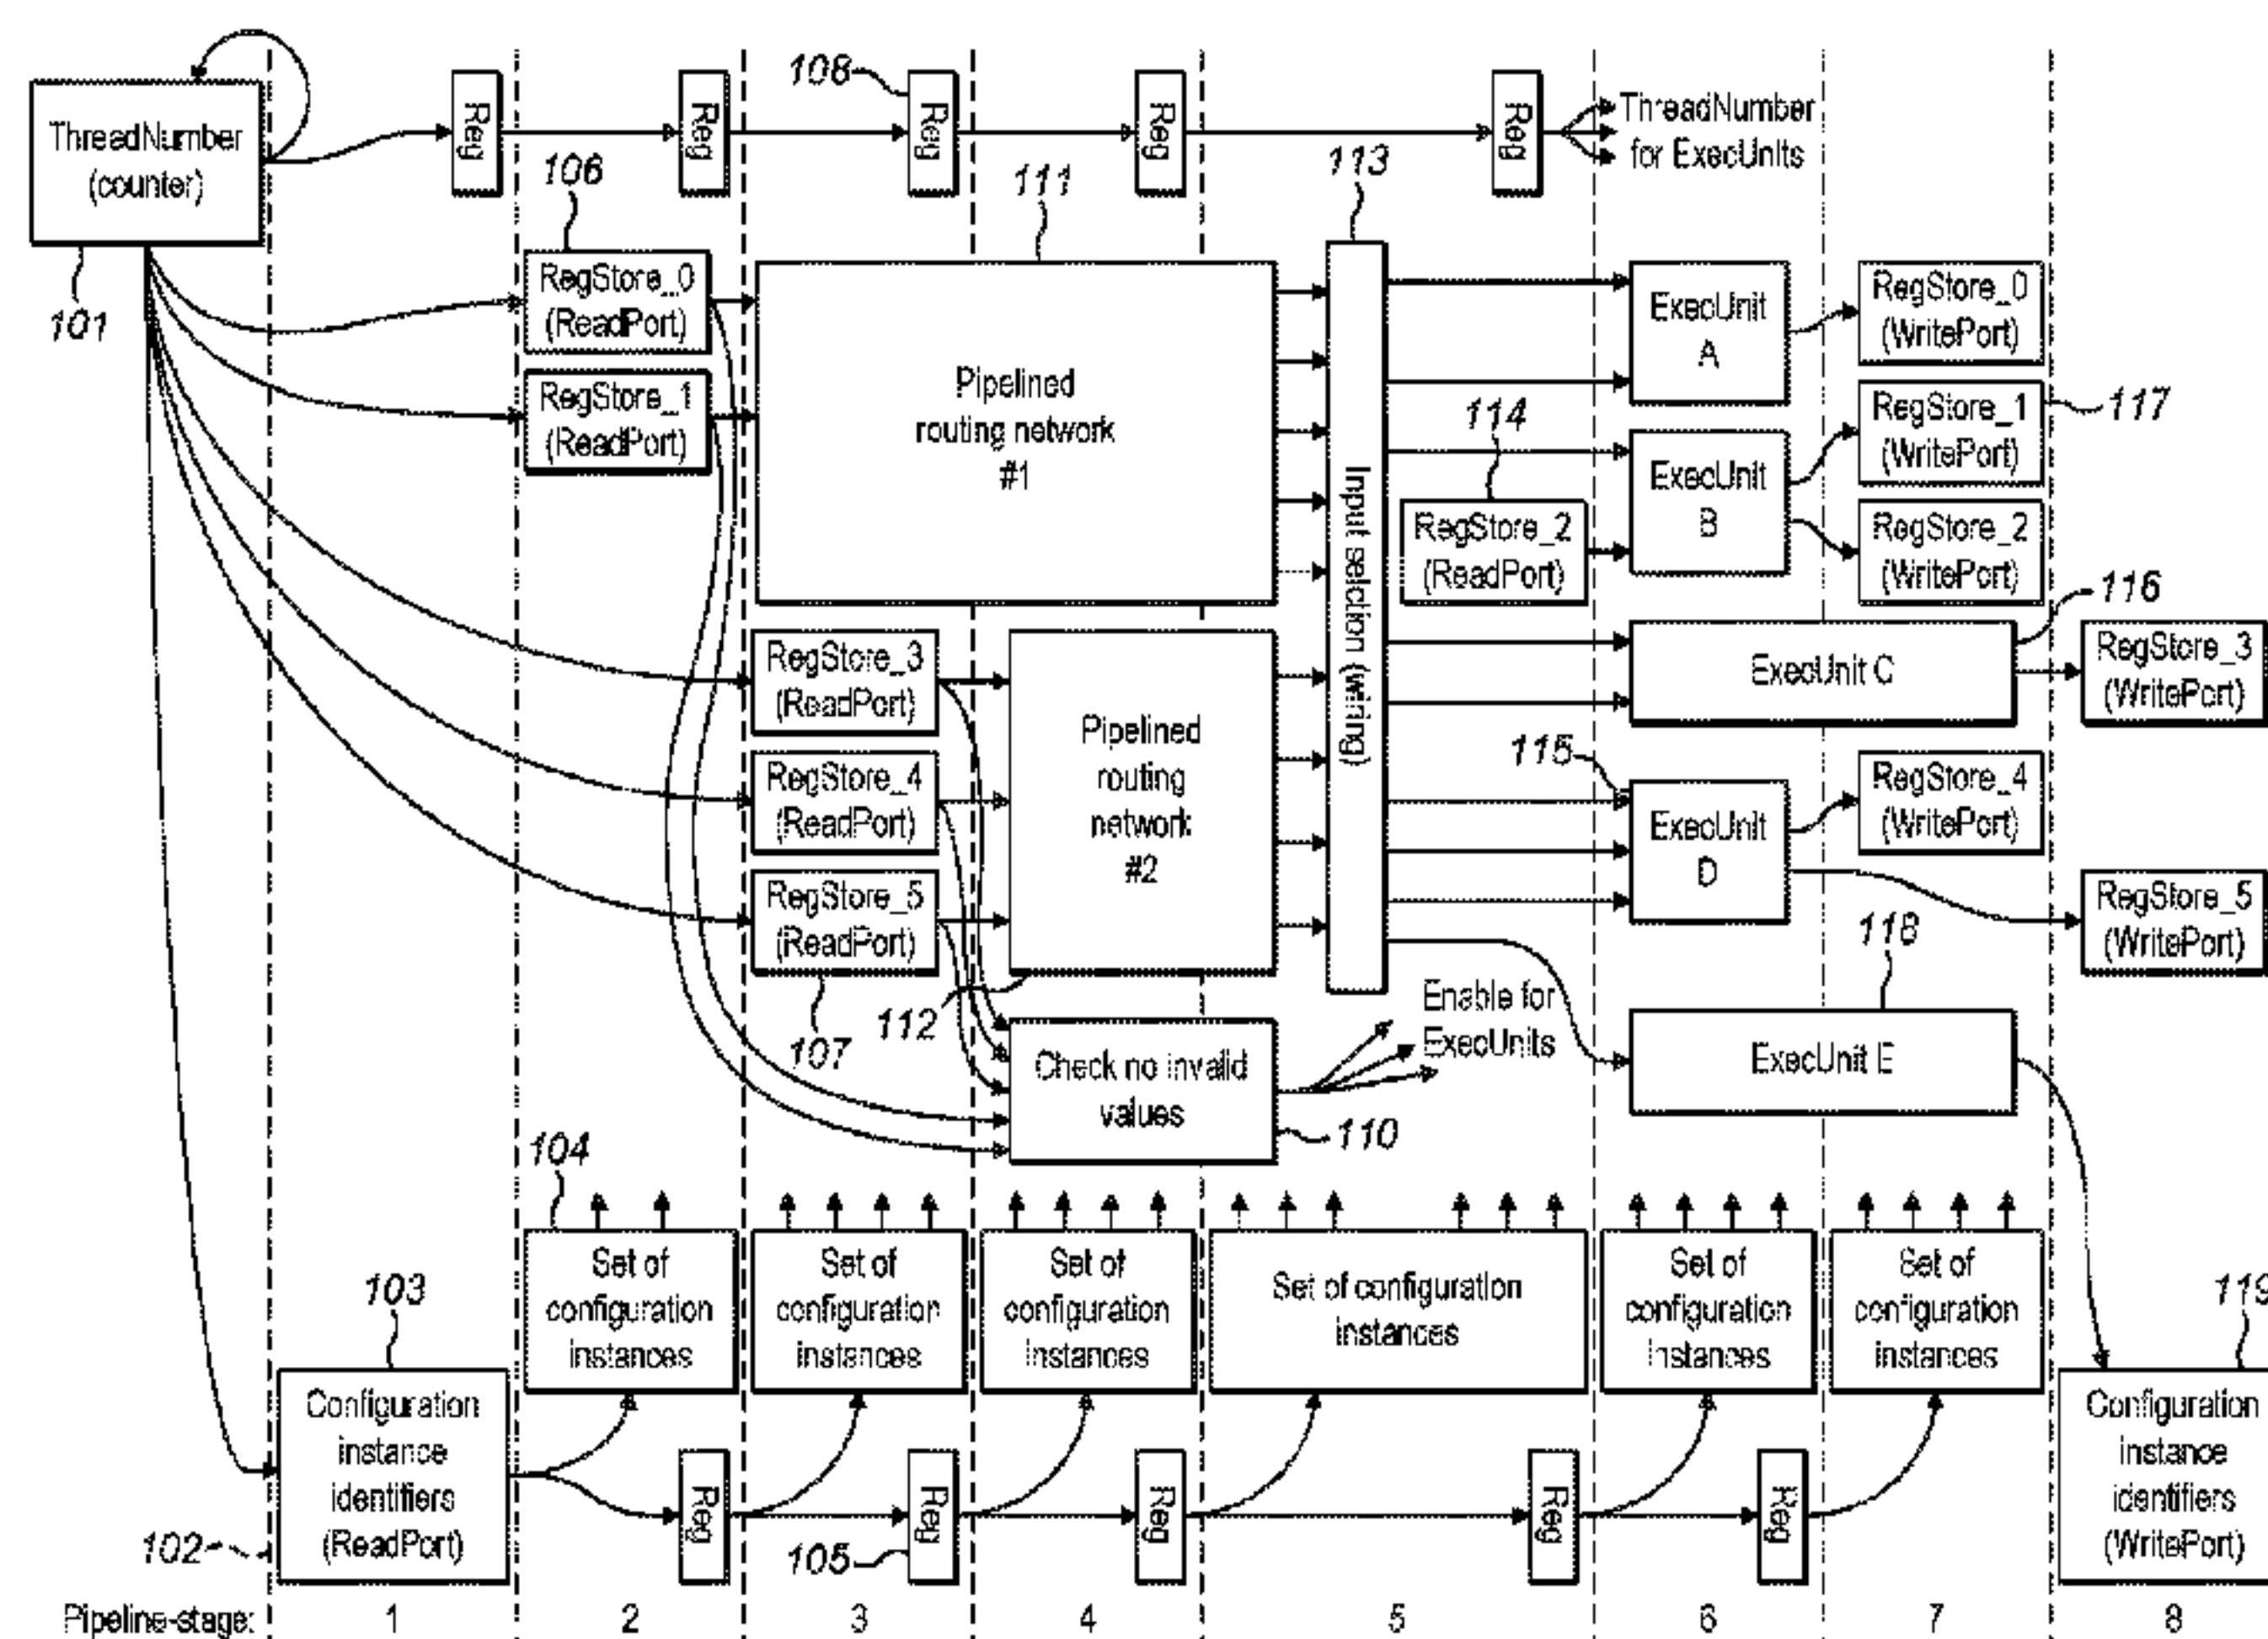 108
Reg
Reg
Reg
Reg
Reg
ThreadNumber
for ExecUnits
ThreadNumber
(counter)
101
106
111
113
RegStore_0
(ReadPort)
RegStore_1
(ReadPort)
Pipelined
routing network
#1
Input selection (wiring)
114
RegStore_2
(ReadPort)
ExecUnit
A
ExecUnit
B
RegStore_0
(WritePort)
RegStore_1
(WritePort)
117
RegStore_2
(WritePort)
116
RegStore_3
(ReadPort)
RegStore_4
(ReadPort)
RegStore_5
(ReadPort)
107
Pipelined
routing
network
#2
112
ExecUnit C
RegStore_3
(WritePort)
115
ExecUnit
D
RegStore_4
(WritePort)
RegStore_5
(WritePort)
118
ExecUnit E
Enable for
ExecUnits
Check no invalid
values
110
104
Set of
configuration
instances
Set of
configuration
instances
Set of
configuration
instances
Set of configuration
instances
Set of
configuration
instances
Set of
configuration
instances
103
Configuration
instance
identifiers
(ReadPort)
102
Reg
Reg
105
Reg
Reg
Reg
119
Configuration
instance
identifiers
(WritePort)
Pipeline-stage: 1 2 3 4 5 6 7 8